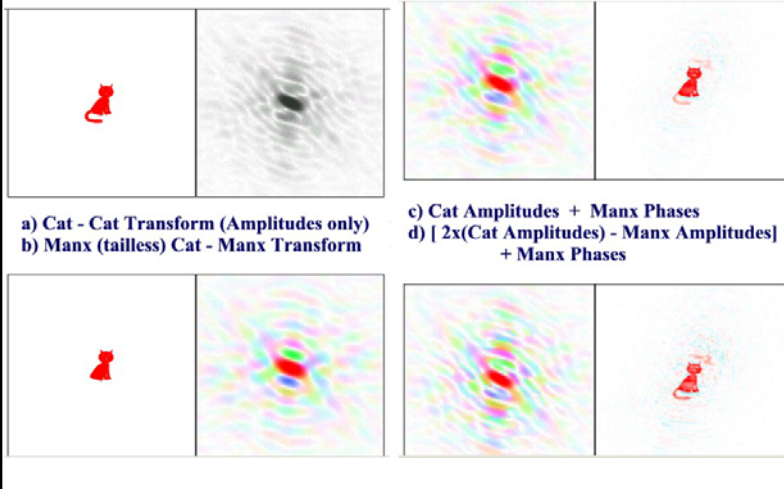 a) Cat - Cat Transform (Amplitudes only)
b) Manx (tailless) Cat - Manx Transform
c) Cat Amplitudes + Manx Phases
d) [ 2x(Cat Amplitudes) - Manx Amplitudes]
+ Manx Phases